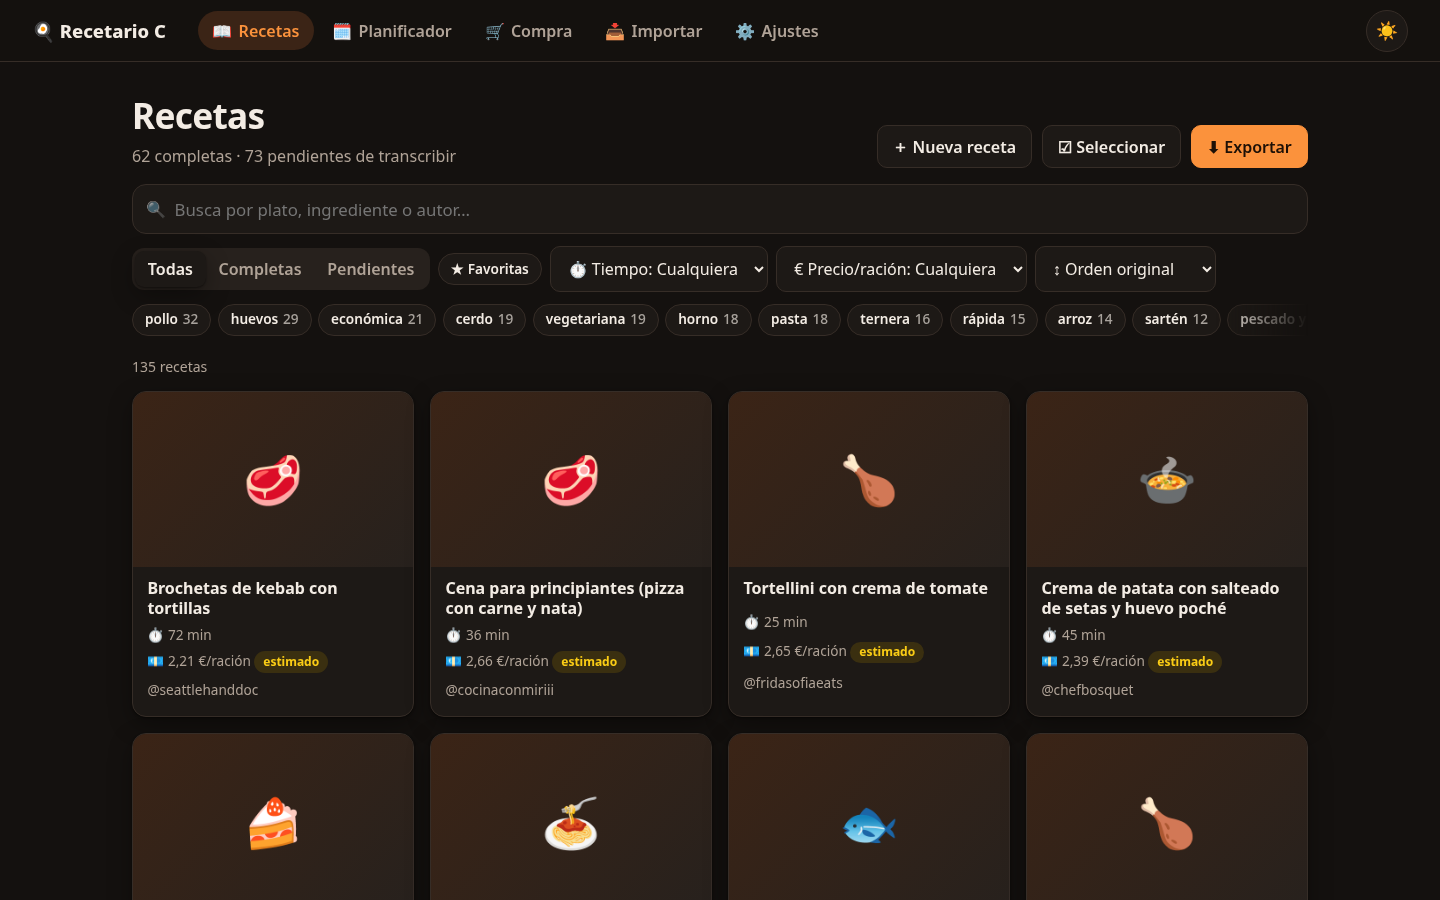 Recetario C
Recetas
Planificador
Compra
Importar
Ajustes
Recetas
62 completas · 73 pendientes de transcribir
+ Nueva receta
Seleccionar
Exportar
Busca por plato, ingrediente o autor...
Todas
Completas
Pendientes
★ Favoritas
Tiempo: Cualquiera
€ Precio/ración: Cualquiera
↕ Orden original
pollo 32
huevos 29
económica 21
cerdo 19
vegetariana 19
horno 18
pasta 18
ternera 16
rápida 15
arroz 14
sartén 12
pescado y
135 recetas
Brochetas de kebab con
tortillas
72 min
2,21 €/ración estimado
@seattlehanddoc
Cena para principiantes (pizza
con carne y nata)
36 min
2,66 €/ración estimado
@cocinaconmiriii
Tortellini con crema de tomate
25 min
2,65 €/ración estimado
@fridasofiaeats
Crema de patata con salteado
de setas y huevo poché
45 min
2,39 €/ración estimado
@chefbosquet